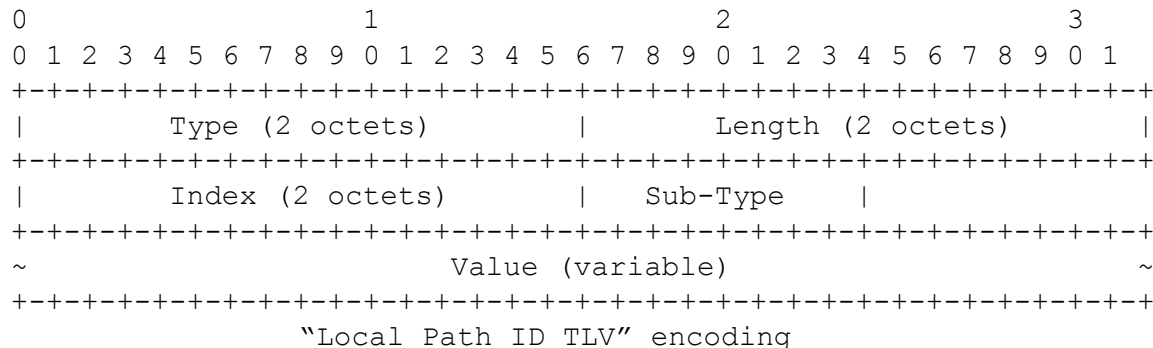 0                   1                   2                   3
0 1 2 3 4 5 6 7 8 9 0 1 2 3 4 5 6 7 8 9 0 1 2 3 4 5 6 7 8 9 0 1
+-+-+-+-+-+-+-+-+-+-+-+-+-+-+-+-+-+-+-+-+-+-+-+-+-+-+-+-+-+-+-+-+
|        Type (2 octets)        |       Length (2 octets)       |
+-+-+-+-+-+-+-+-+-+-+-+-+-+-+-+-+-+-+-+-+-+-+-+-+-+-+-+-+-+-+-+-+
|        Index (2 octets)       |   Sub-Type    |
+-+-+-+-+-+-+-+-+-+-+-+-+-+-+-+-+-+-+-+-+-+-+-+-+-+-+-+-+-+-+-+-+
~                        Value (variable)                       ~
+-+-+-+-+-+-+-+-+-+-+-+-+-+-+-+-+-+-+-+-+-+-+-+-+-+-+-+-+-+-+-+-+
“Local Path ID TLV” encoding